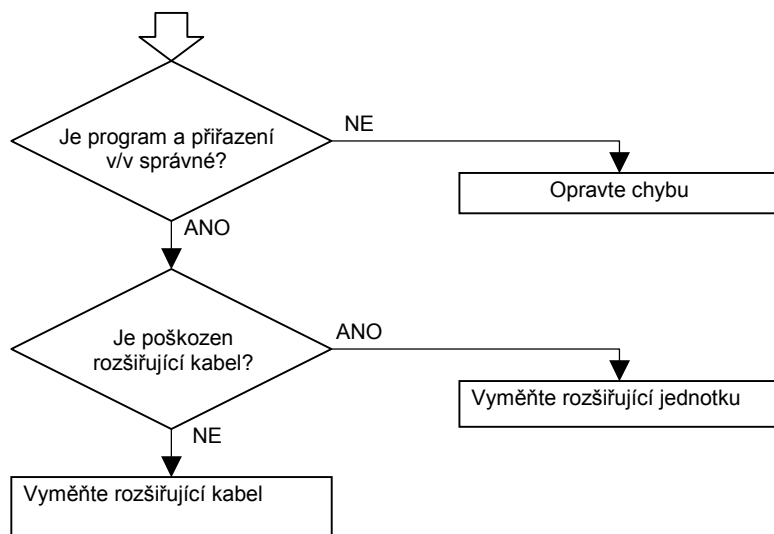 Je program a přiřazení
v/v správné?
NE
Opravte chybu
ANO
Je poškozen
rozšiřující kabel?
ANO
Vyměňte rozšiřující jednotku
NE
Vyměňte rozšiřující kabel